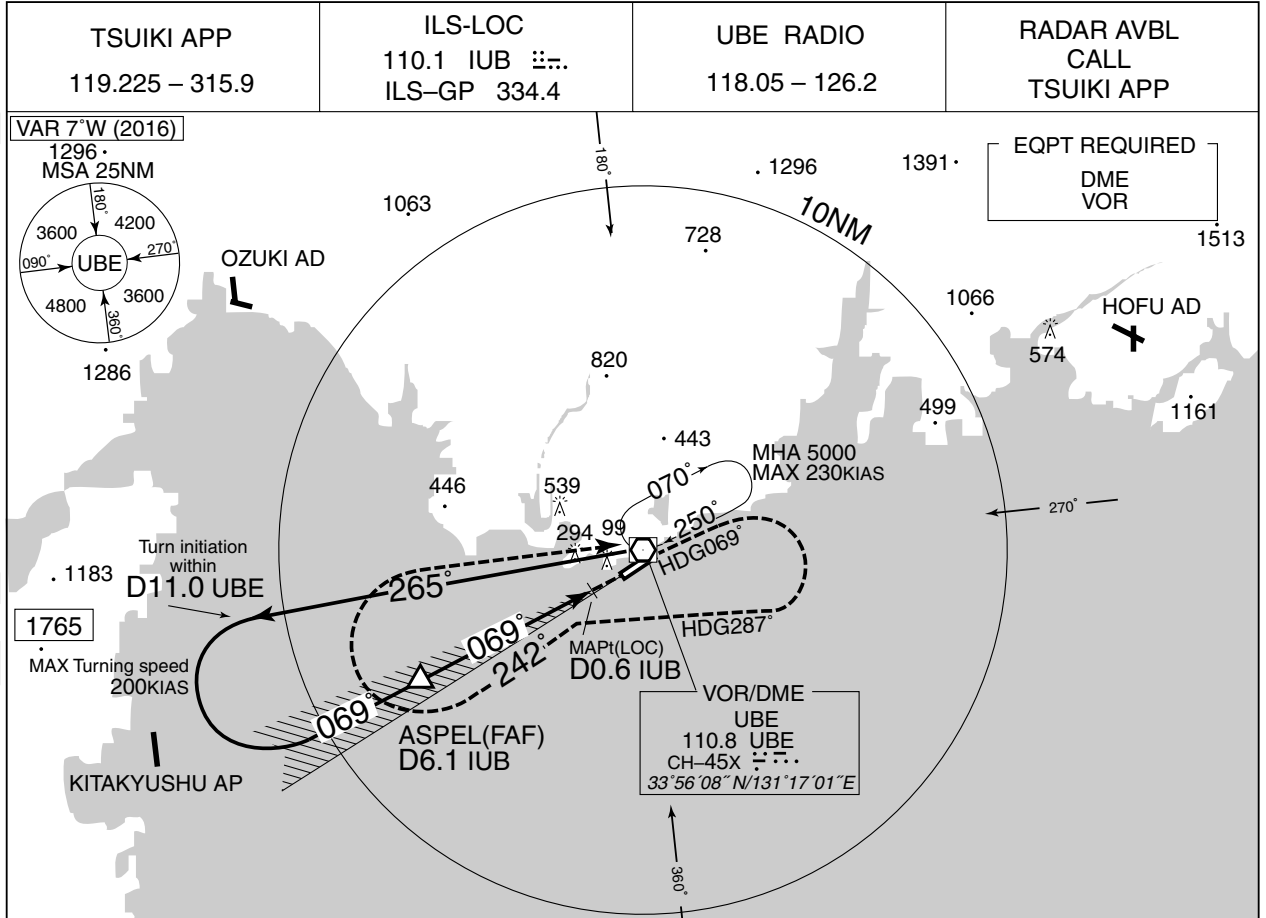 TSUIKI APP
119.225 – 315.9
ILS-LOC
110.1 IUB
ILS–GP 334.4
UBE RADIO
118.05 – 126.2
RADAR AVBL
CALL
TSUIKI APP
VAR 7˚W (2016)
1296
MSA 25NM
180˚
3600
4200
090˚
UBE
270˚
4800
3600
360˚
1286
OZUKI AD
1063
180˚
1296
1391
EQPT REQUIRED
DME
VOR
10NM
728
1513
1066
HOFU AD
574
820
499
1161
443
MHA 5000
MAX 230KIAS
070˚
250˚
446
539
294
99
270˚
HDG069˚
Turn initiation
within
D11.0 UBE
265˚
1183
1765
MAX Turning speed
200KIAS
069˚
242˚
MAPt(LOC)
D0.6 IUB
HDG287˚
069˚
ASPEL(FAF)
D6.1 IUB
KITAKYUSHU AP
VOR/DME
UBE
110.8 UBE
CH–45X
33˚56´08˝N/131˚17´01˝E
360˚